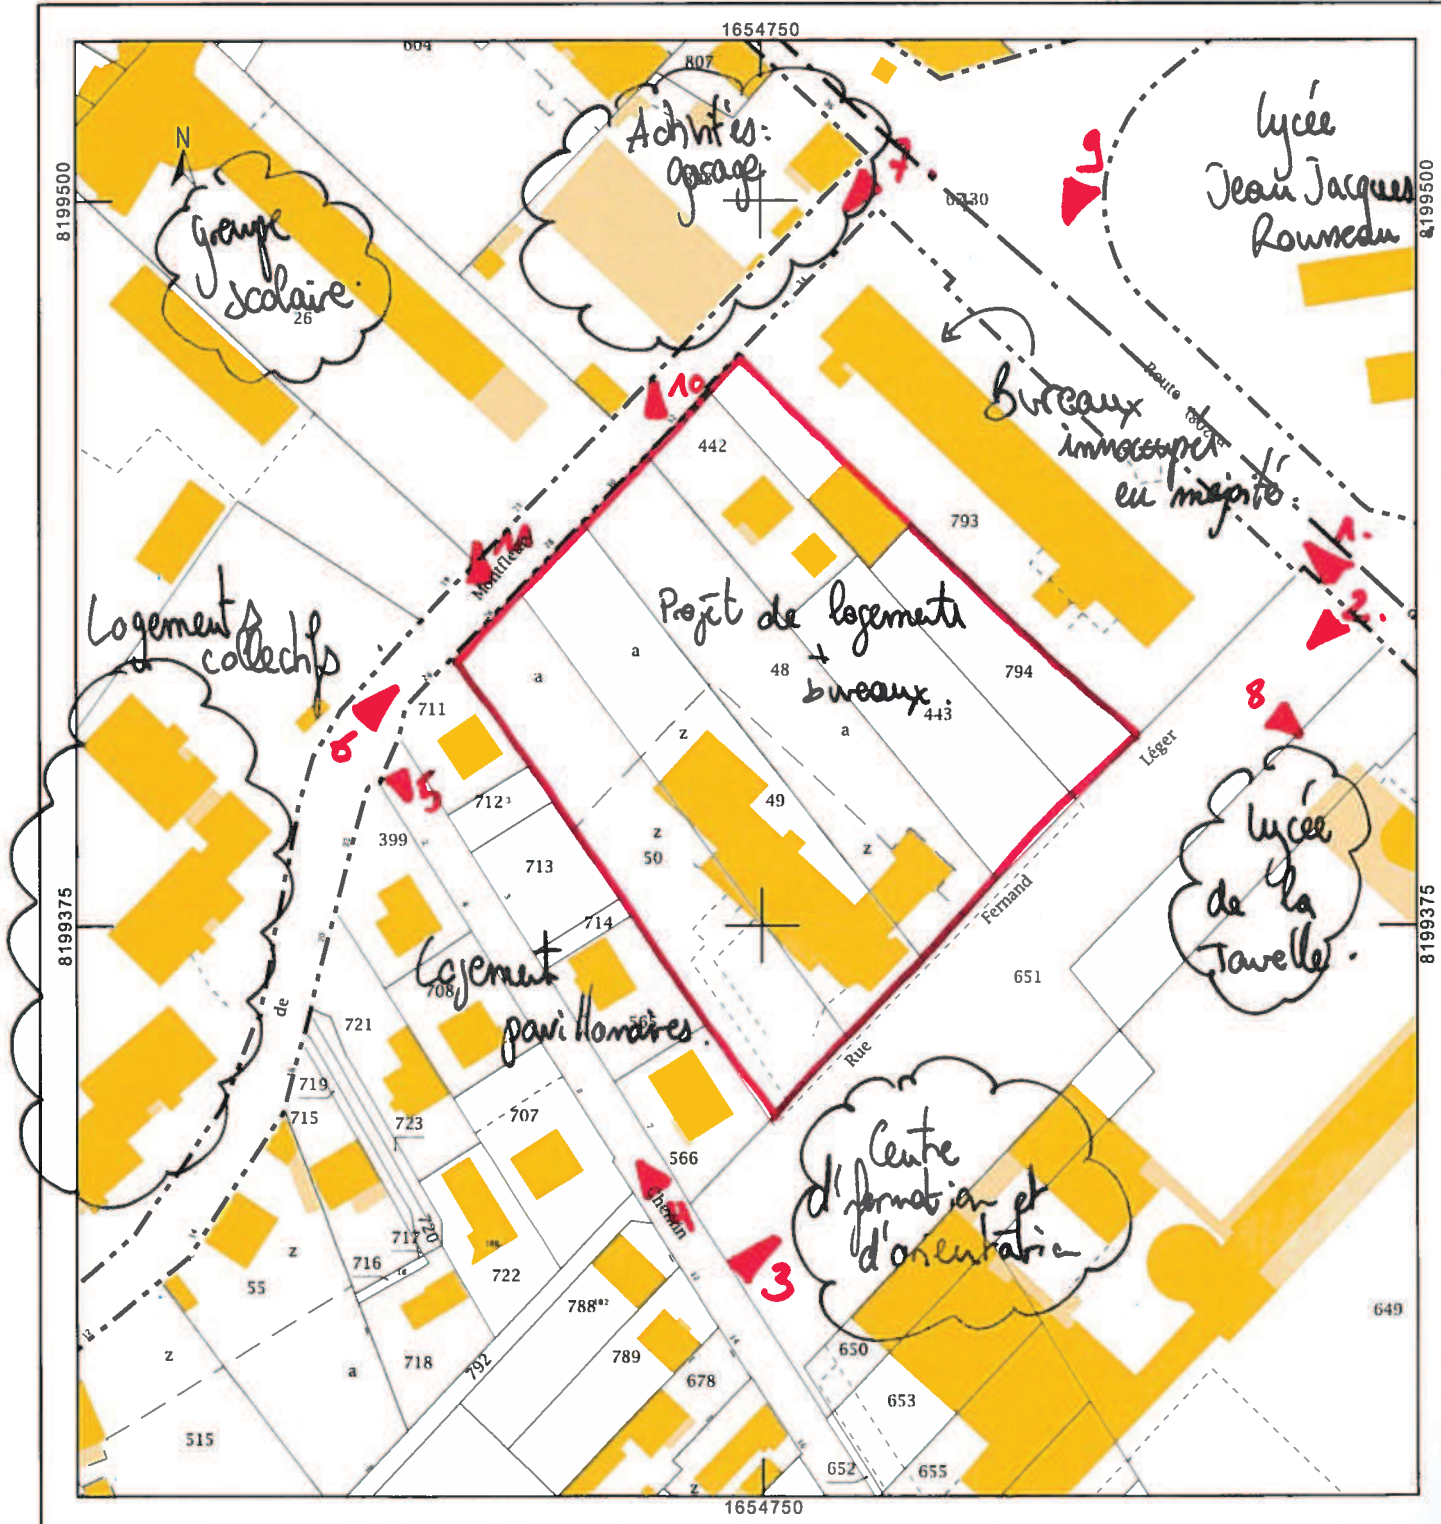 1654750
604
807
Activités:
garage
N
8199500
8199500
lycée
Jean Jacques
Rousseau
9
7
groupe
scolaire.
26
Route
10
442
Bureaux
innoccupés
en majorité.
793
1.
2.
Montfleury
Logements
collectifs
Projet de logements
+
bureaux.
a
a
48
794
443
a
8
Léger
711
6
5
z
712
49
399
z
50
z
713
lycée
de la
Tavelle.
714
Fernand
8199375
8199375
Logement
pavillonaires.
708
565
651
de
721
Rue
719
715
723
707
566
Centre
d'formation et
d'orientation
Chemin
3
720
717
z
716
722
55
788
649
z
a
718
792
789
650
678
653
515
652
655
z
1654750